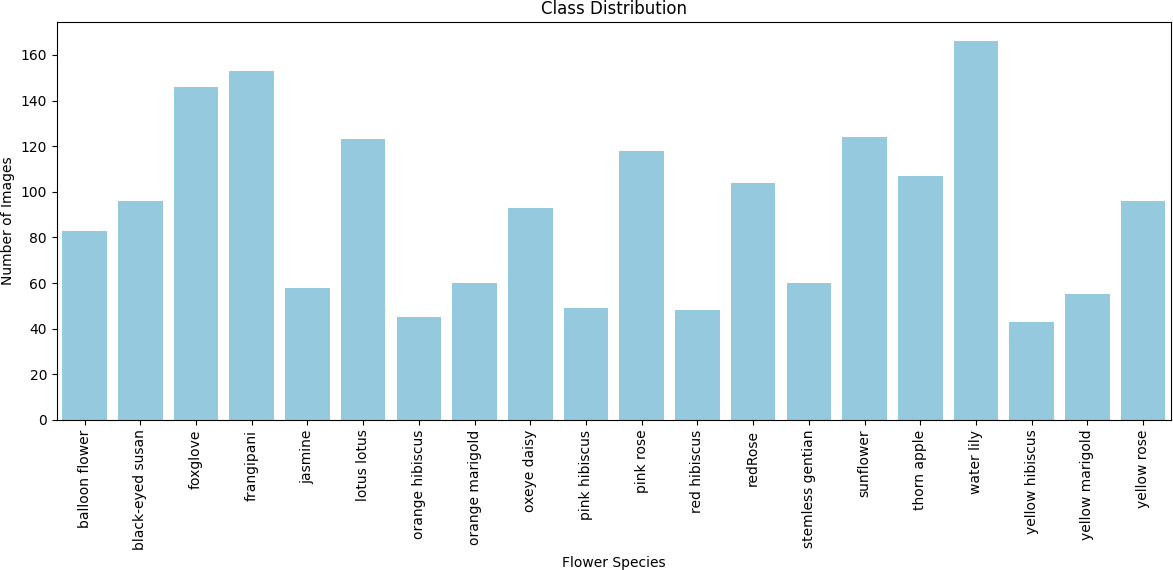 Class Distribution
Number of Images
160
140
120
100
80
60
40
20
0
balloon flower
black-eyed susan
foxglove
frangipani
jasmine
lotus lotus
orange hibiscus
orange marigold
oxeye daisy
pink hibiscus
pink rose
red hibiscus
redRose
stemless gentian
sunflower
thorn apple
water lily
yellow hibiscus
yellow marigold
yellow rose
Flower Species